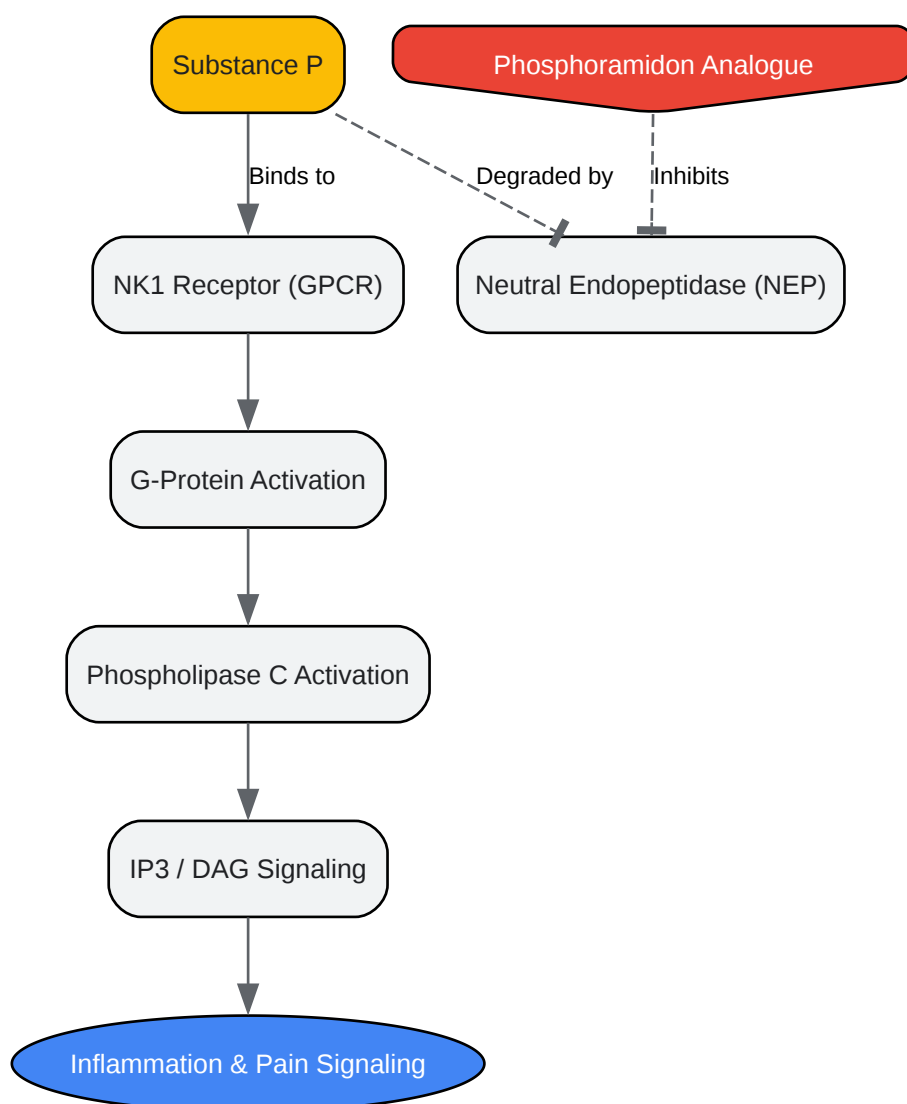 Substance P
Phosphoramidon Analogue
Binds to
Degraded by
Inhibits
NK1 Receptor (GPCR)
Neutral Endopeptidase (NEP)
G-Protein Activation
Phospholipase C Activation
IP3 / DAG Signaling
Inflammation & Pain Signaling